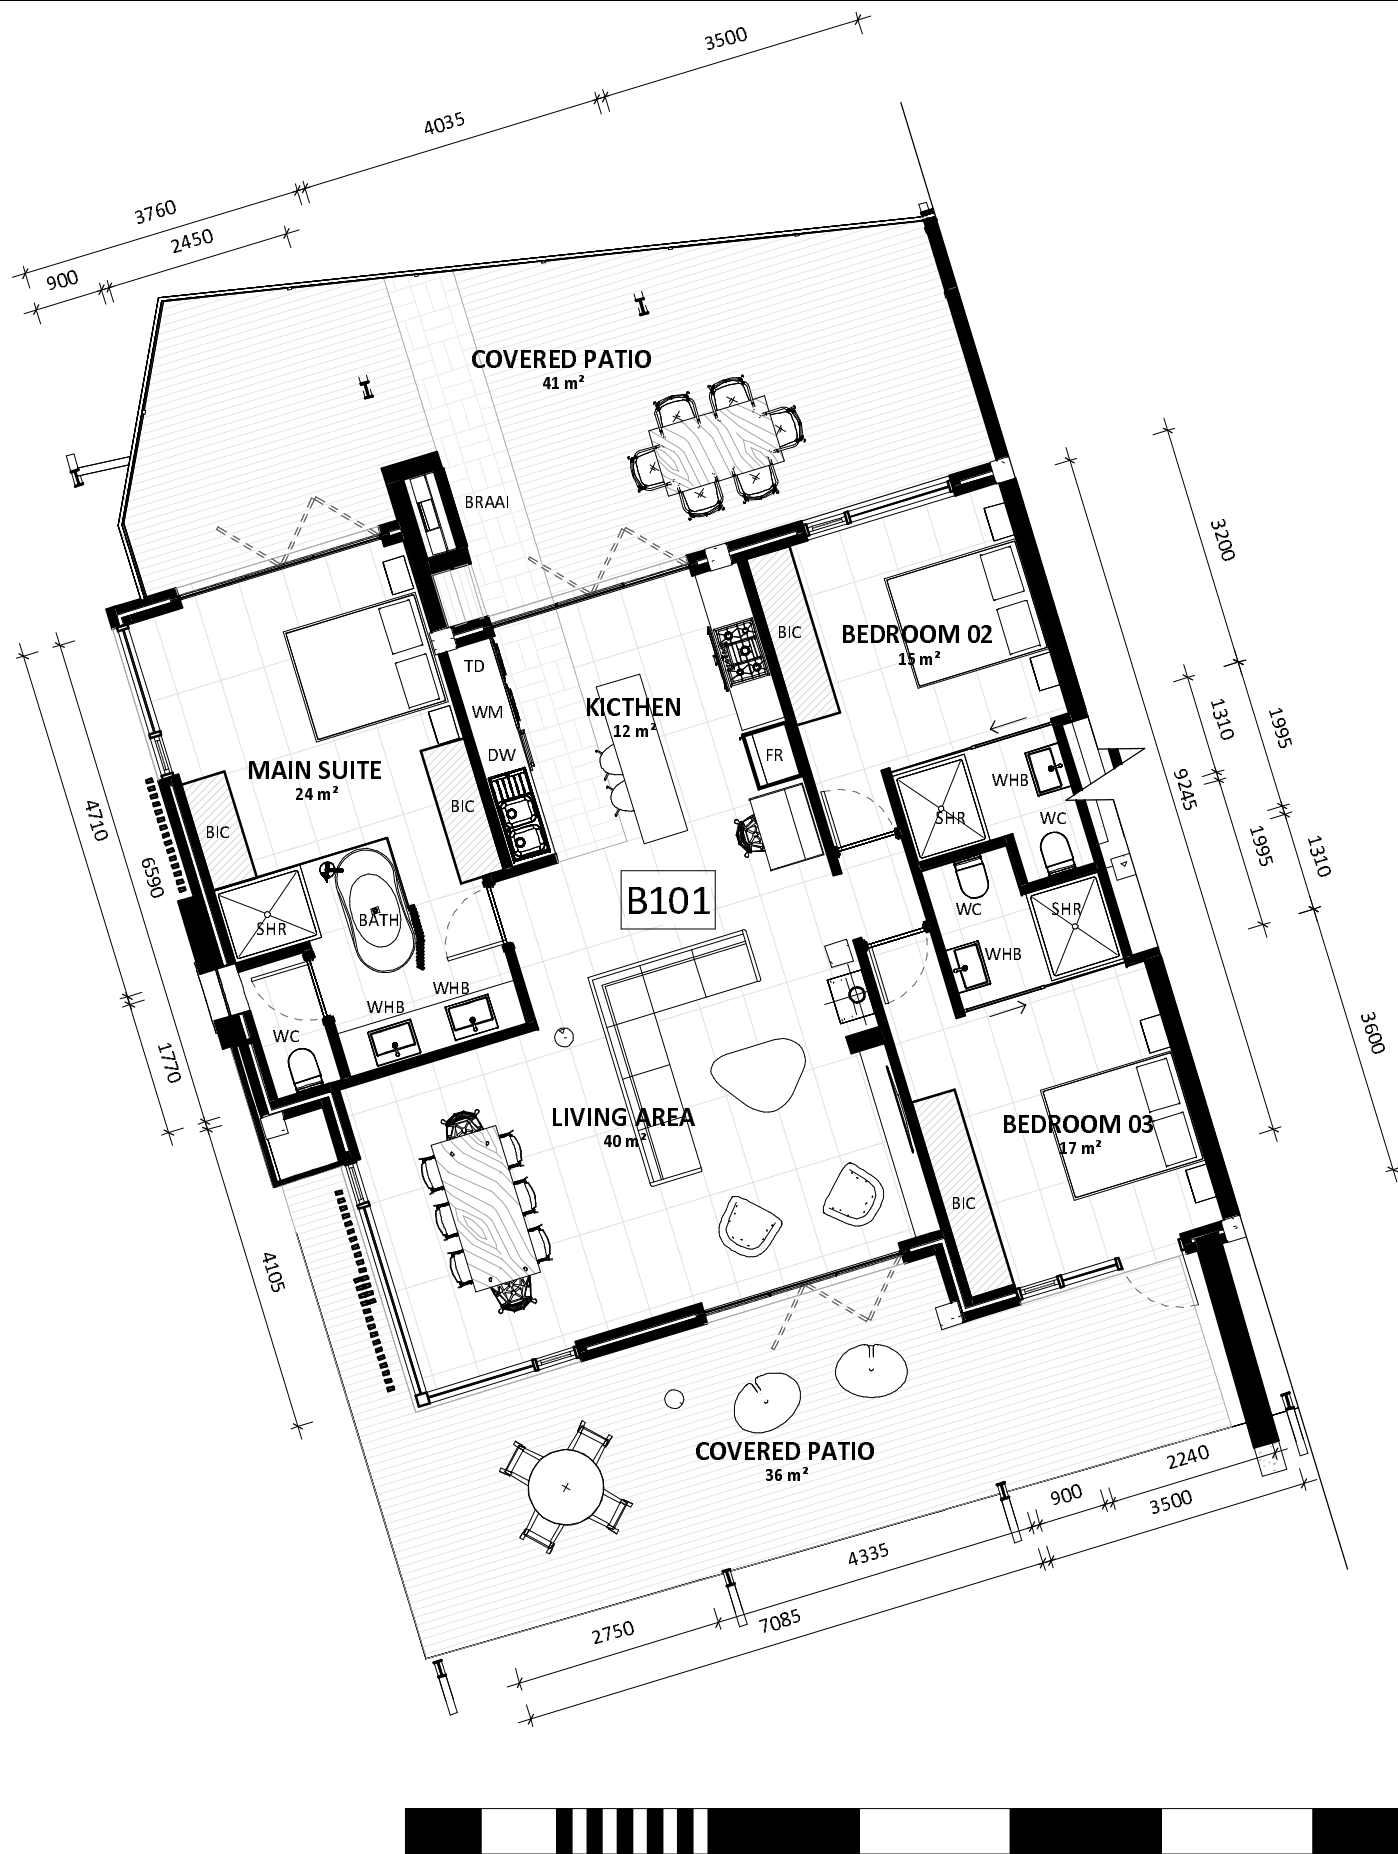 3500
4035
3760
2450
900
COVERED PATIO
41 m²
BRAAI
3200
BIC
BEDROOM 02
15 m²
TD
WM
DW
KICTHEN
12 m²
FR
MAIN SUITE
24 m²
BIC
BIC
1310
1995
9245
WHB
SHR
WC
4710
6590
1995
1310
B101
SHR
BATH
WC
SHR
WHB
WHB
WHB
WC
1770
3600
LIVING AREA
40 m²
BEDROOM 03
17 m²
BIC
4105
COVERED PATIO
36 m²
2240
900
3500
4335
2750
7085